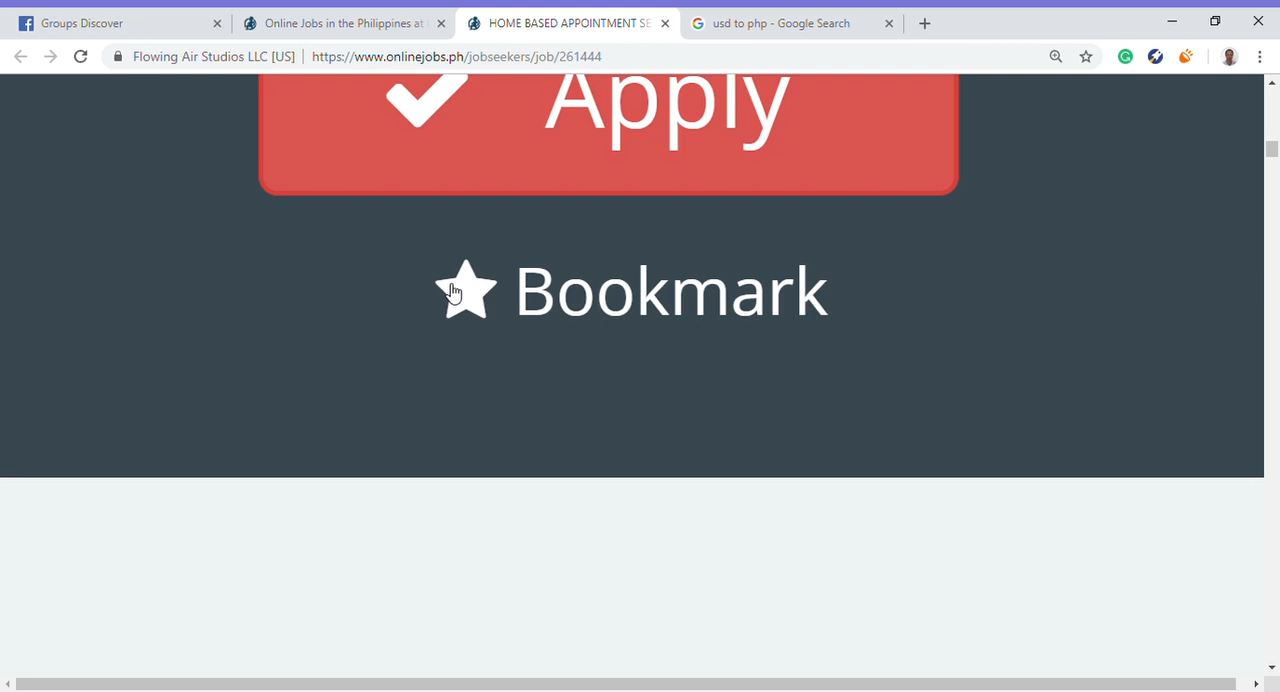 Groups Discover
Online Jobs in the Philippines at
HOME BASED APPOINTMENT SE
usd to php - Google Search
Flowing Air Studios LLC [US]
https://www.onlinejobs.ph/jobseekers/job/261444
Apply
Bookmark